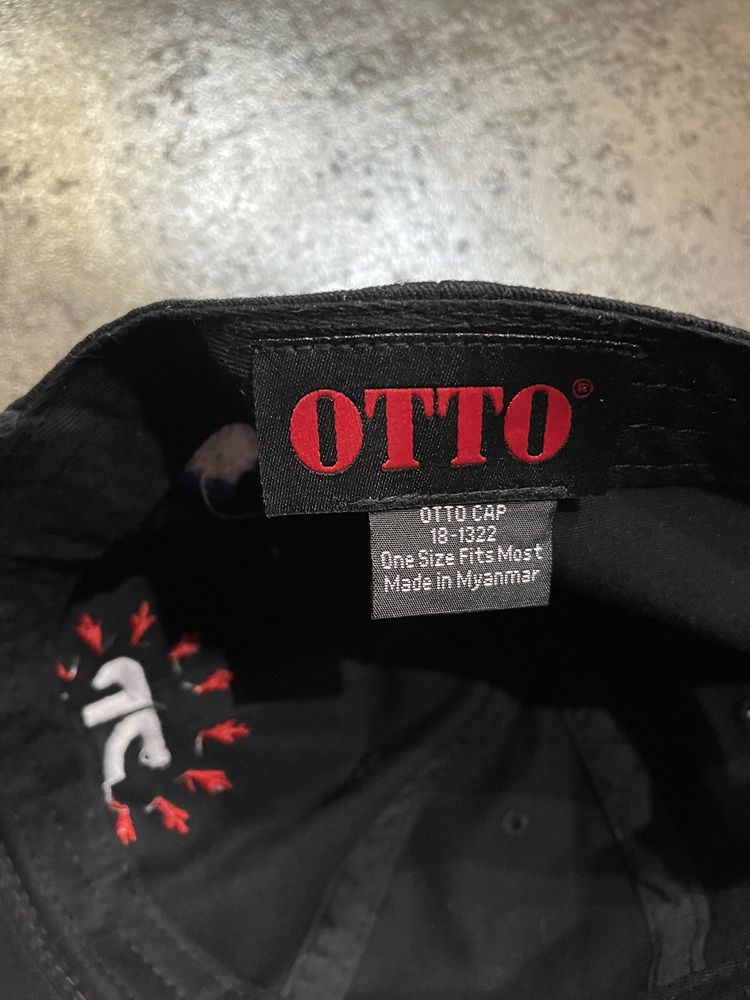 OTTO®
OTTO CAP
18-1322
One Size Fits Most
Made in Myanmar